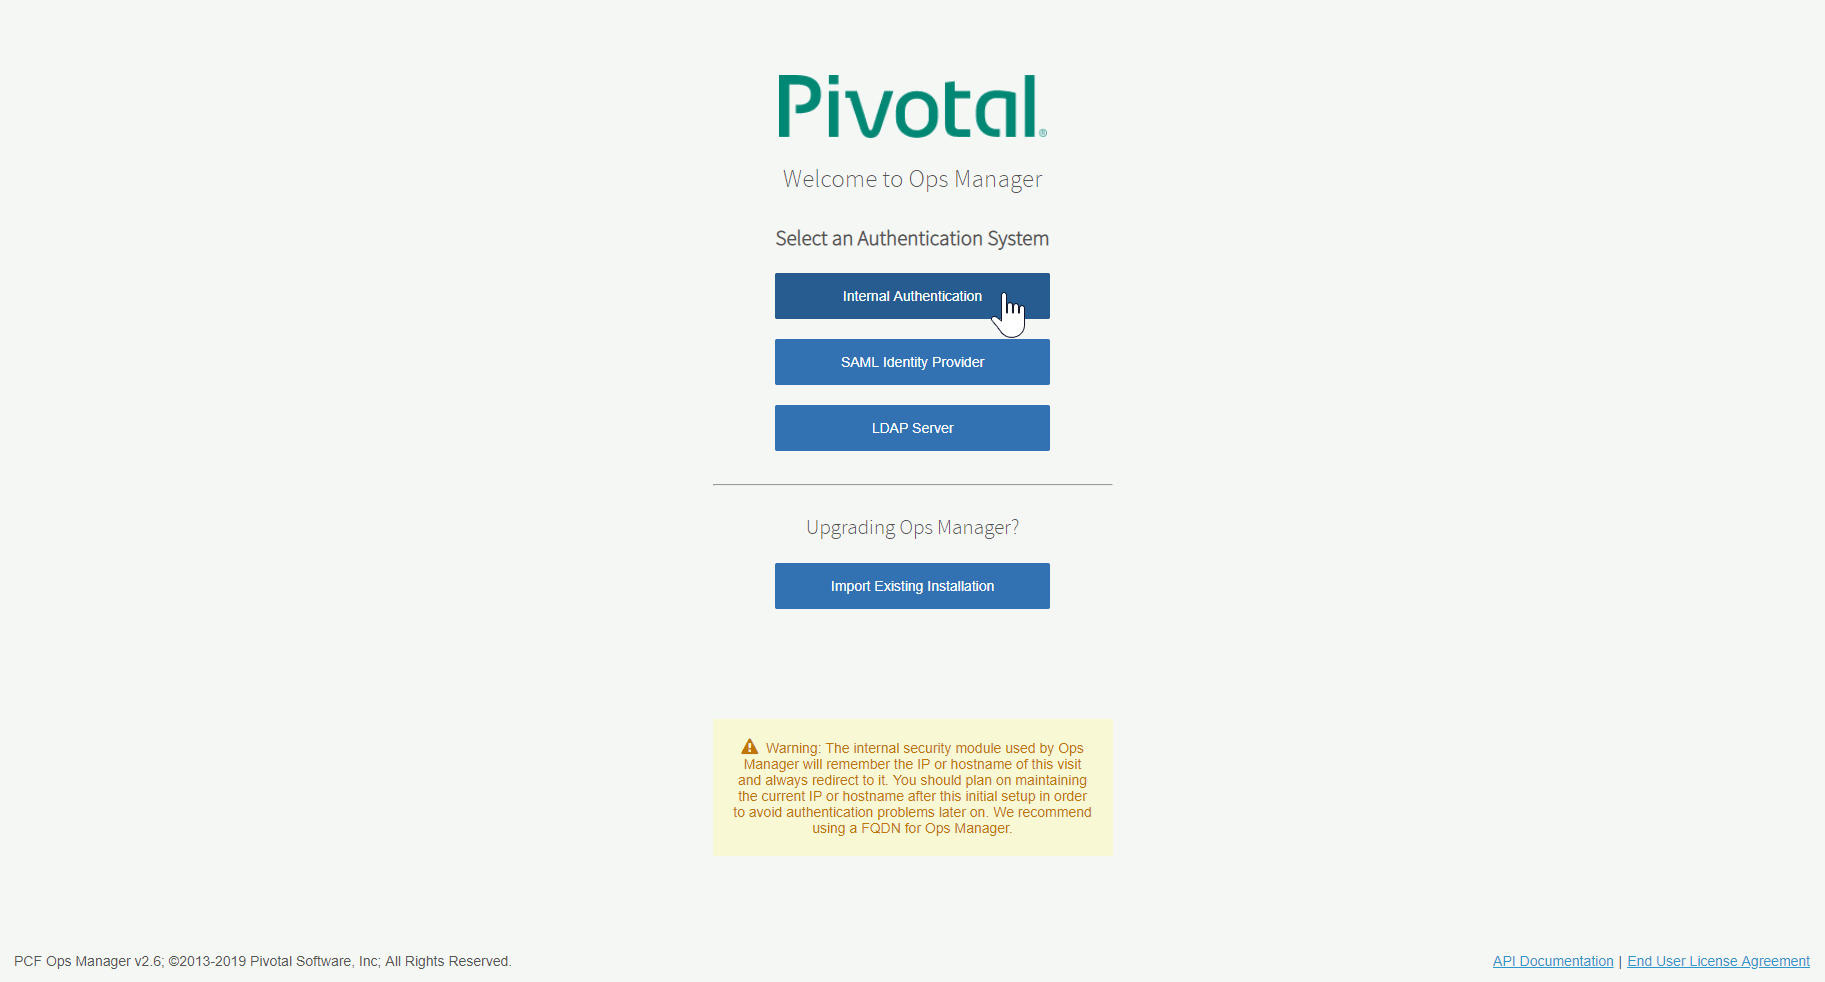 Pivotal®
Welcome to Ops Manager
Select an Authentication System
Internal Authentication
SAML Identity Provider
LDAP Server
Upgrading Ops Manager?
Import Existing Installation
Warning: The internal security module used by Ops
Manager will remember the IP or hostname of this visit
and always redirect to it. You should plan on maintaining
the current IP or hostname after this initial setup in order
to avoid authentication problems later on. We recommend
using a FQDN for Ops Manager.
PCF Ops Manager v2.6; ©2013-2019 Pivotal Software, Inc; All Rights Reserved.
API Documentation | End User License Agreement